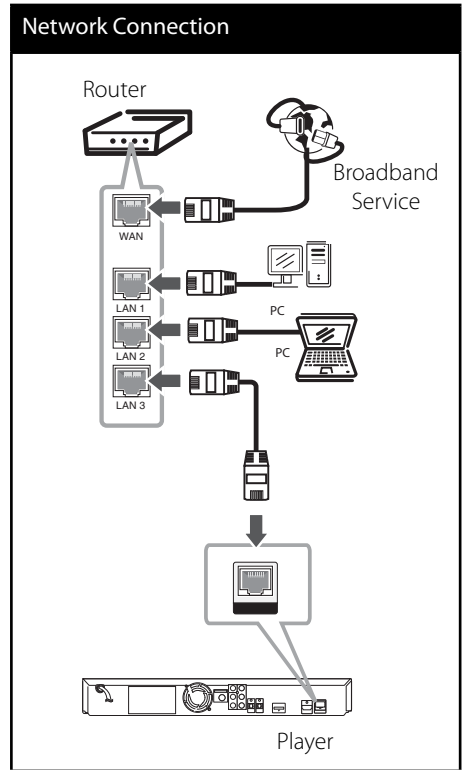 Network Connection
Router
Broadband
Service
WAN
LAN 1
PC
LAN 2
PC
LAN 3
Player